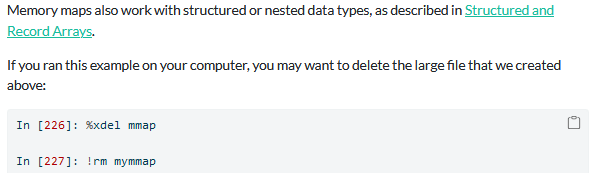 Memory maps also work with structured or nested data types, as described in Structured and
Record Arrays.
If you ran this example on your computer, you may want to delete the large file that we created
above:
In [226]: %xdel mmap
In [227]: !rm mymmap